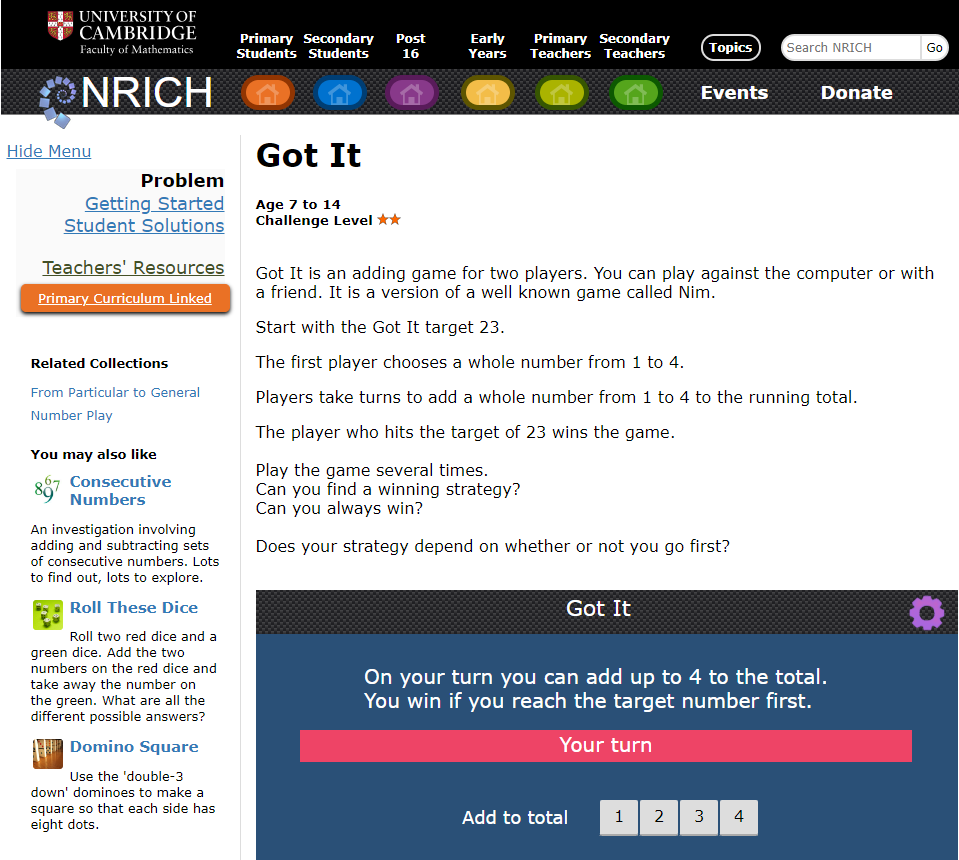 UNIVERSITY OF
CAMBRIDGE
Faculty of Mathematics
Primary Students
Secondary Students
Post 16
Early Years
Primary Teachers
Secondary Teachers
Topics
Search NRICH
Go
NRICH
Events
Donate
Hide Menu
Problem
Getting Started
Student Solutions
Teachers' Resources
Primary Curriculum Linked
Related Collections
From Particular to General
Number Play
You may also like
867
9
Consecutive
Numbers
An investigation involving
adding and subtracting sets
of consecutive numbers. Lots
to find out, lots to explore.
Roll These Dice
Roll two red dice and a
green dice. Add the two
numbers on the red dice and
take away the number on
the green. What are all the
different possible answers?
Domino Square
Use the 'double-3
down' dominoes to make a
square so that each side has
eight dots.
Got It
Age 7 to 14
Challenge Level
Got It is an adding game for two players. You can play against the computer or with
a friend. It is a version of a well known game called Nim.
Start with the Got It target 23.
The first player chooses a whole number from 1 to 4.
Players take turns to add a whole number from 1 to 4 to the running total.
The player who hits the target of 23 wins the game.
Play the game several times.
Can you find a winning strategy?
Can you always win?
Does your strategy depend on whether or not you go first?
Got It
On your turn you can add up to 4 to the total.
You win if you reach the target number first.
Your turn
Add to total 1 2 3 4